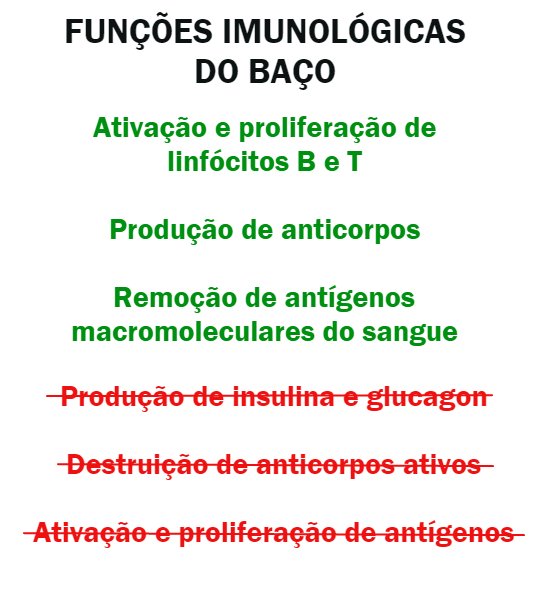 FUNÇÕES IMUNOLÓGICAS
DO BAÇO
Ativação e proliferação de
linfócitos B e T
Produção de anticorpos
Remoção de antígenos
macromoleculares do sangue
Produção de insulina e glucagon
Destruição de anticorpos ativos
Ativação e proliferação de antígenos